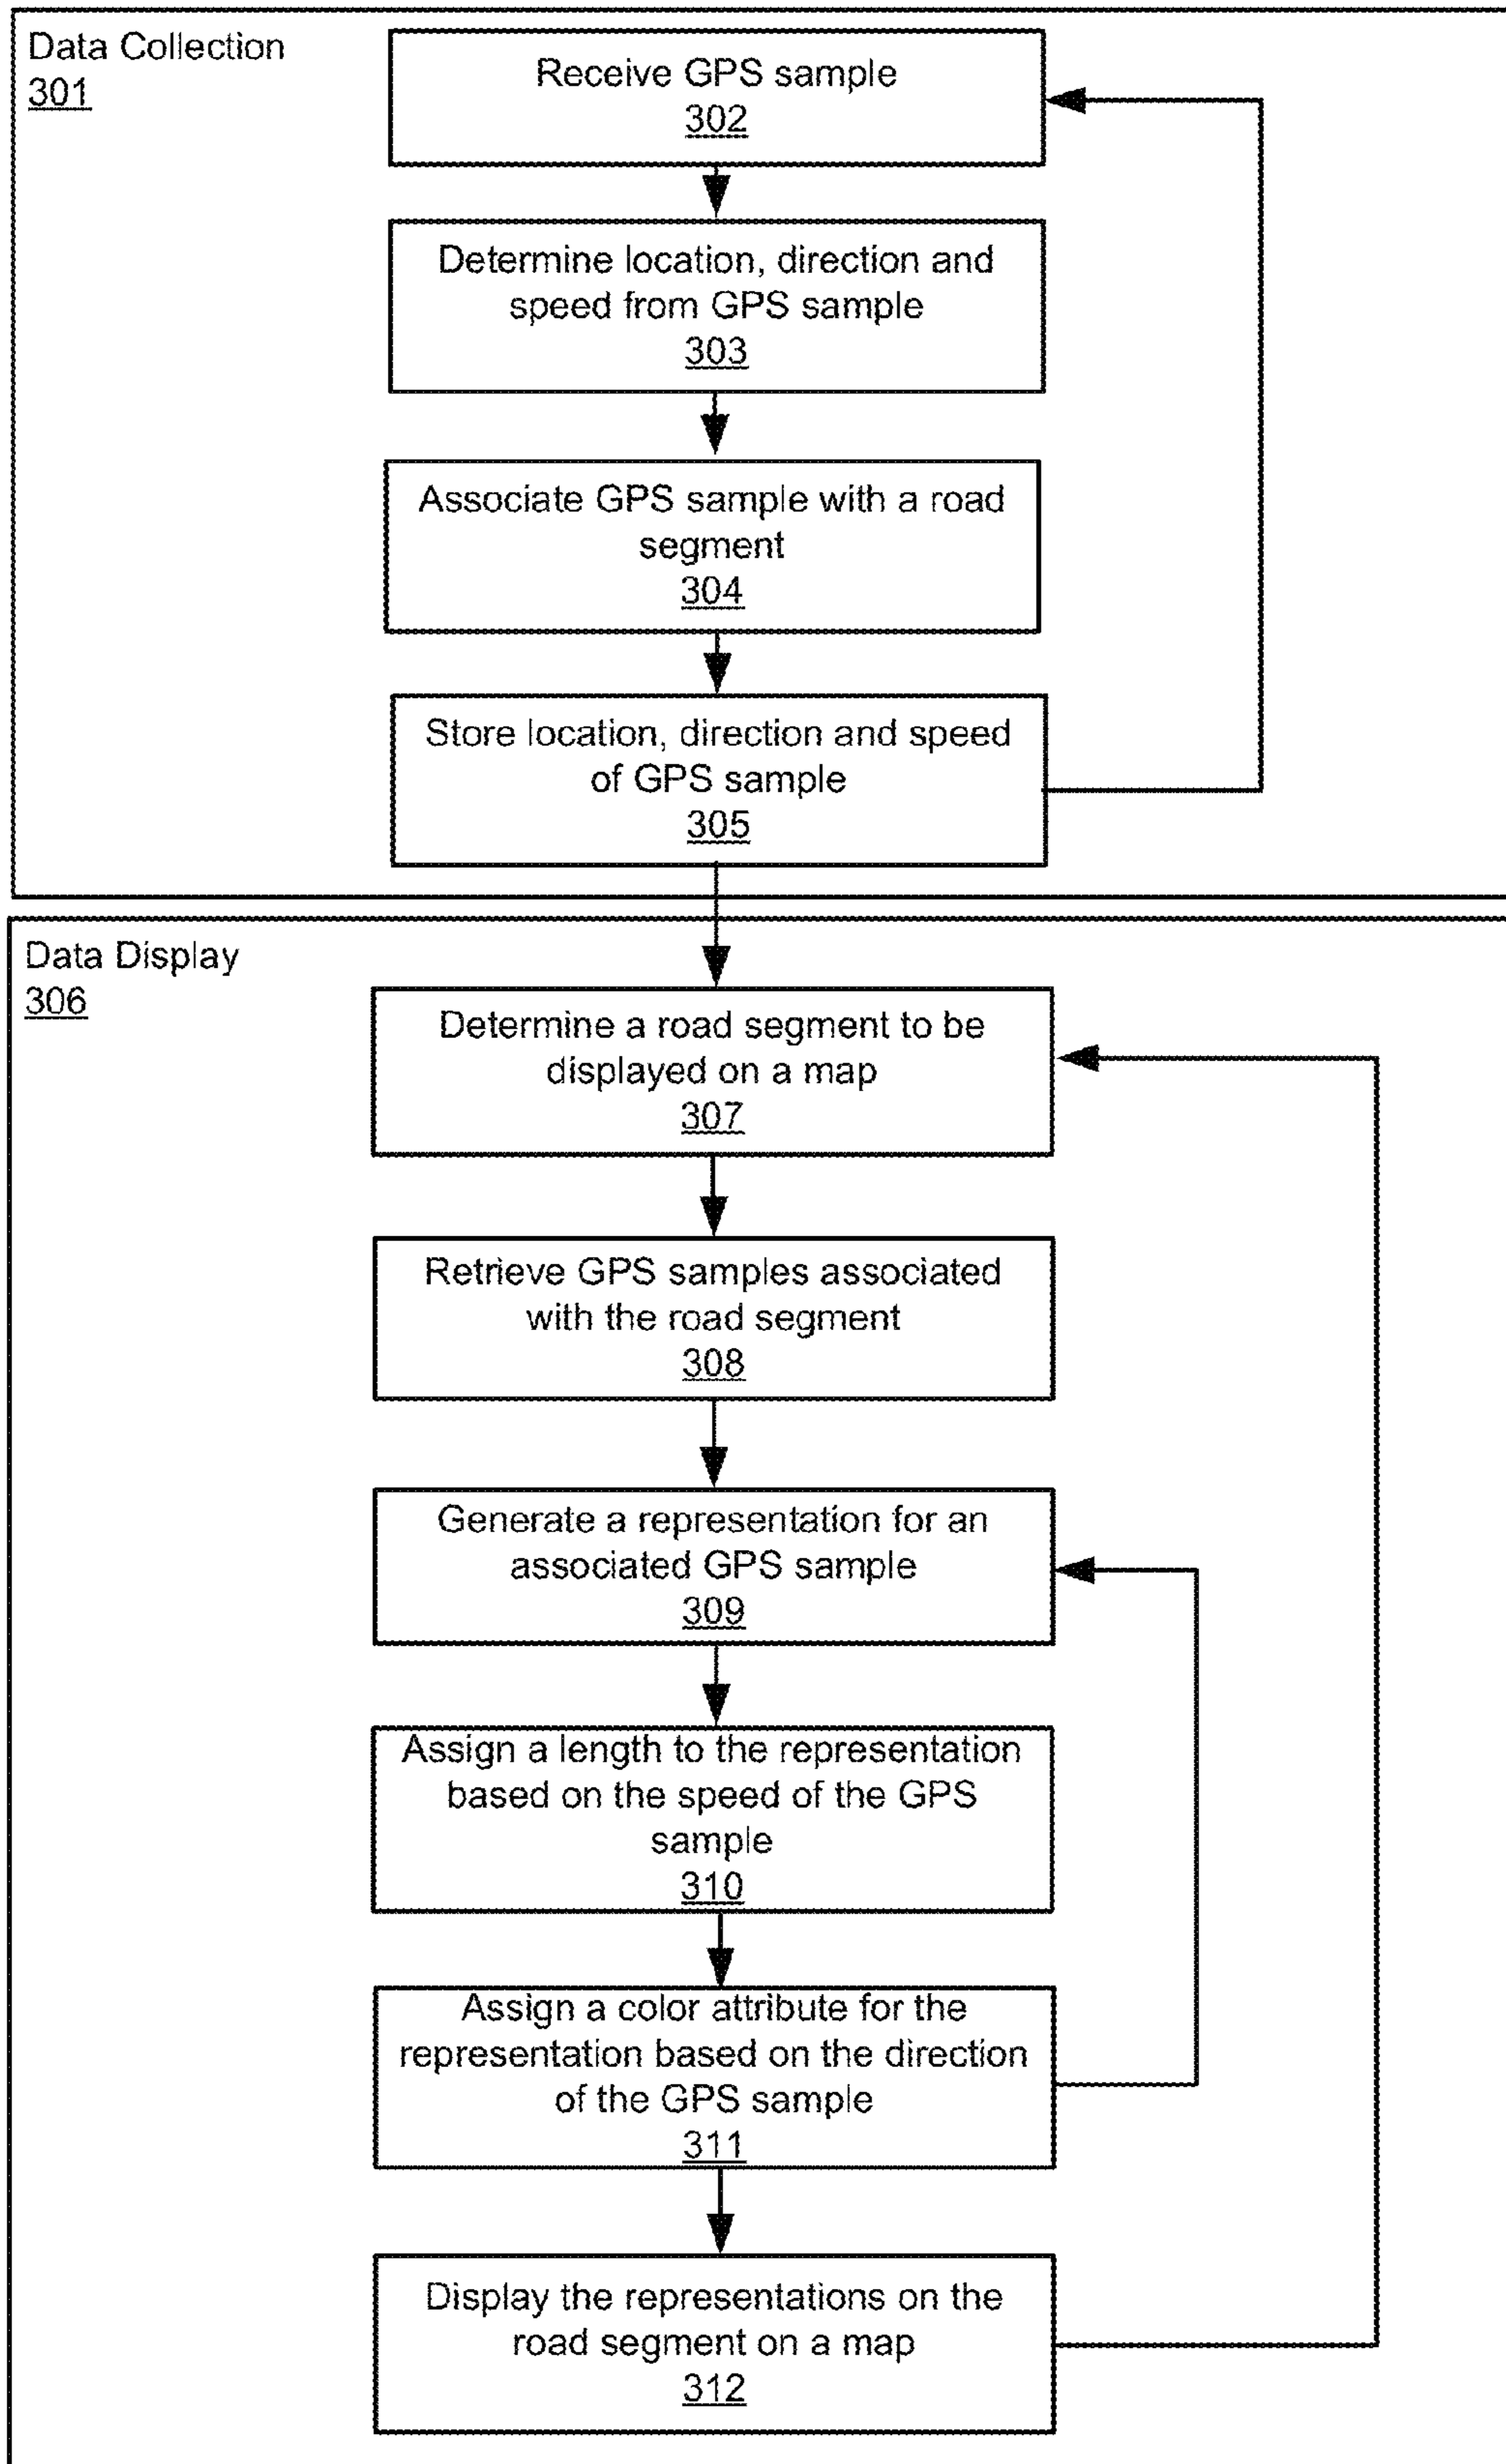 Data Collection
301
Receive GPS sample
302
Determine location, direction and
speed from GPS sample
303
Associate GPS sample with a road
segment
304
Store location, direction and speed
of GPS sample
305
Data Display
306
Determine a road segment to be
displayed on a map
307
Retrieve GPS samples associated
with the road segment
308
Generate a representation for an
associated GPS sample
309
Assign a length to the representation
based on the speed of the GPS
sample
310
Assign a color attribute for the
representation based on the direction
of the GPS sample
311
Display the representations on the
road segment on a map
312